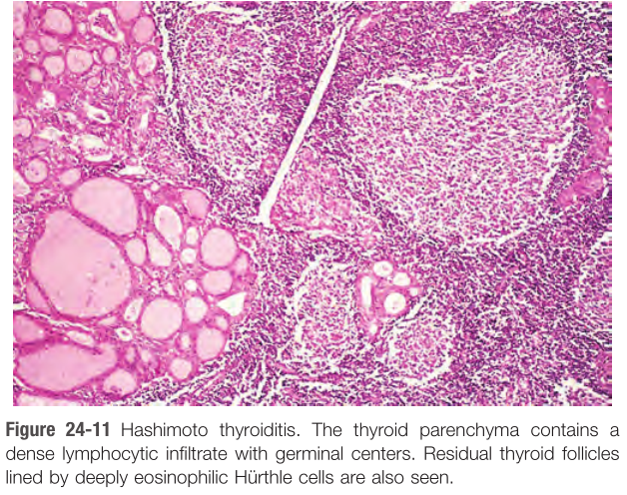 Figure 24-11 Hashimoto thyroiditis. The thyroid parenchyma contains a
dense lymphocytic infiltrate with germinal centers. Residual thyroid follicles
lined by deeply eosinophilic Hürthle cells are also seen.